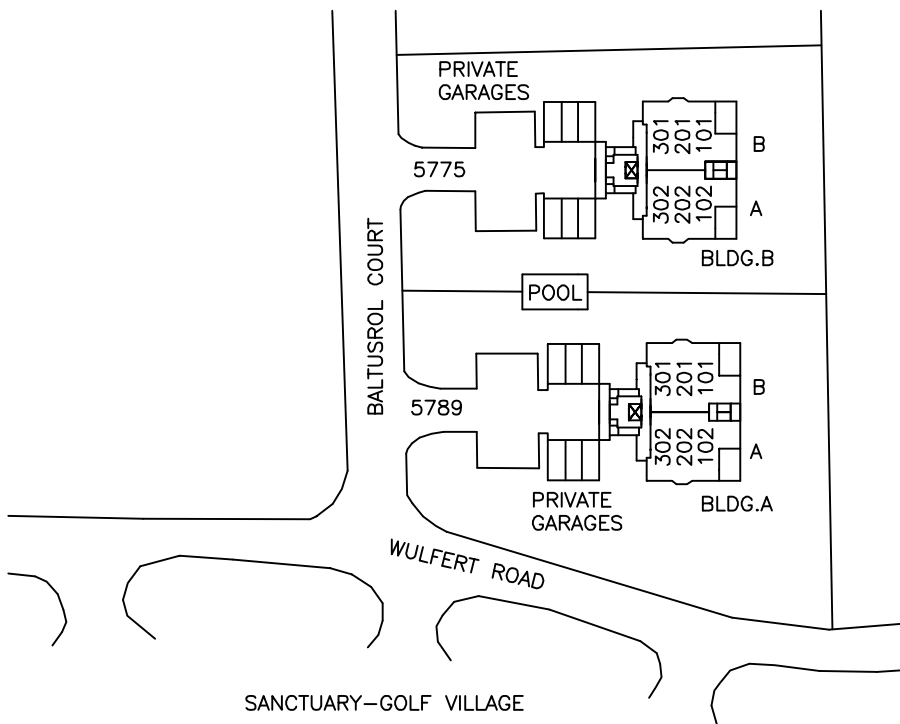 PRIVATE
GARAGES
5775
301 201 101
B
302 202 102
A
BLDG.B
BALTUSROL COURT
POOL
5789
301 201 101
B
302 202 102
A
BLDG.A
PRIVATE
GARAGES
WULFERT ROAD
SANCTUARY-GOLF VILLAGE